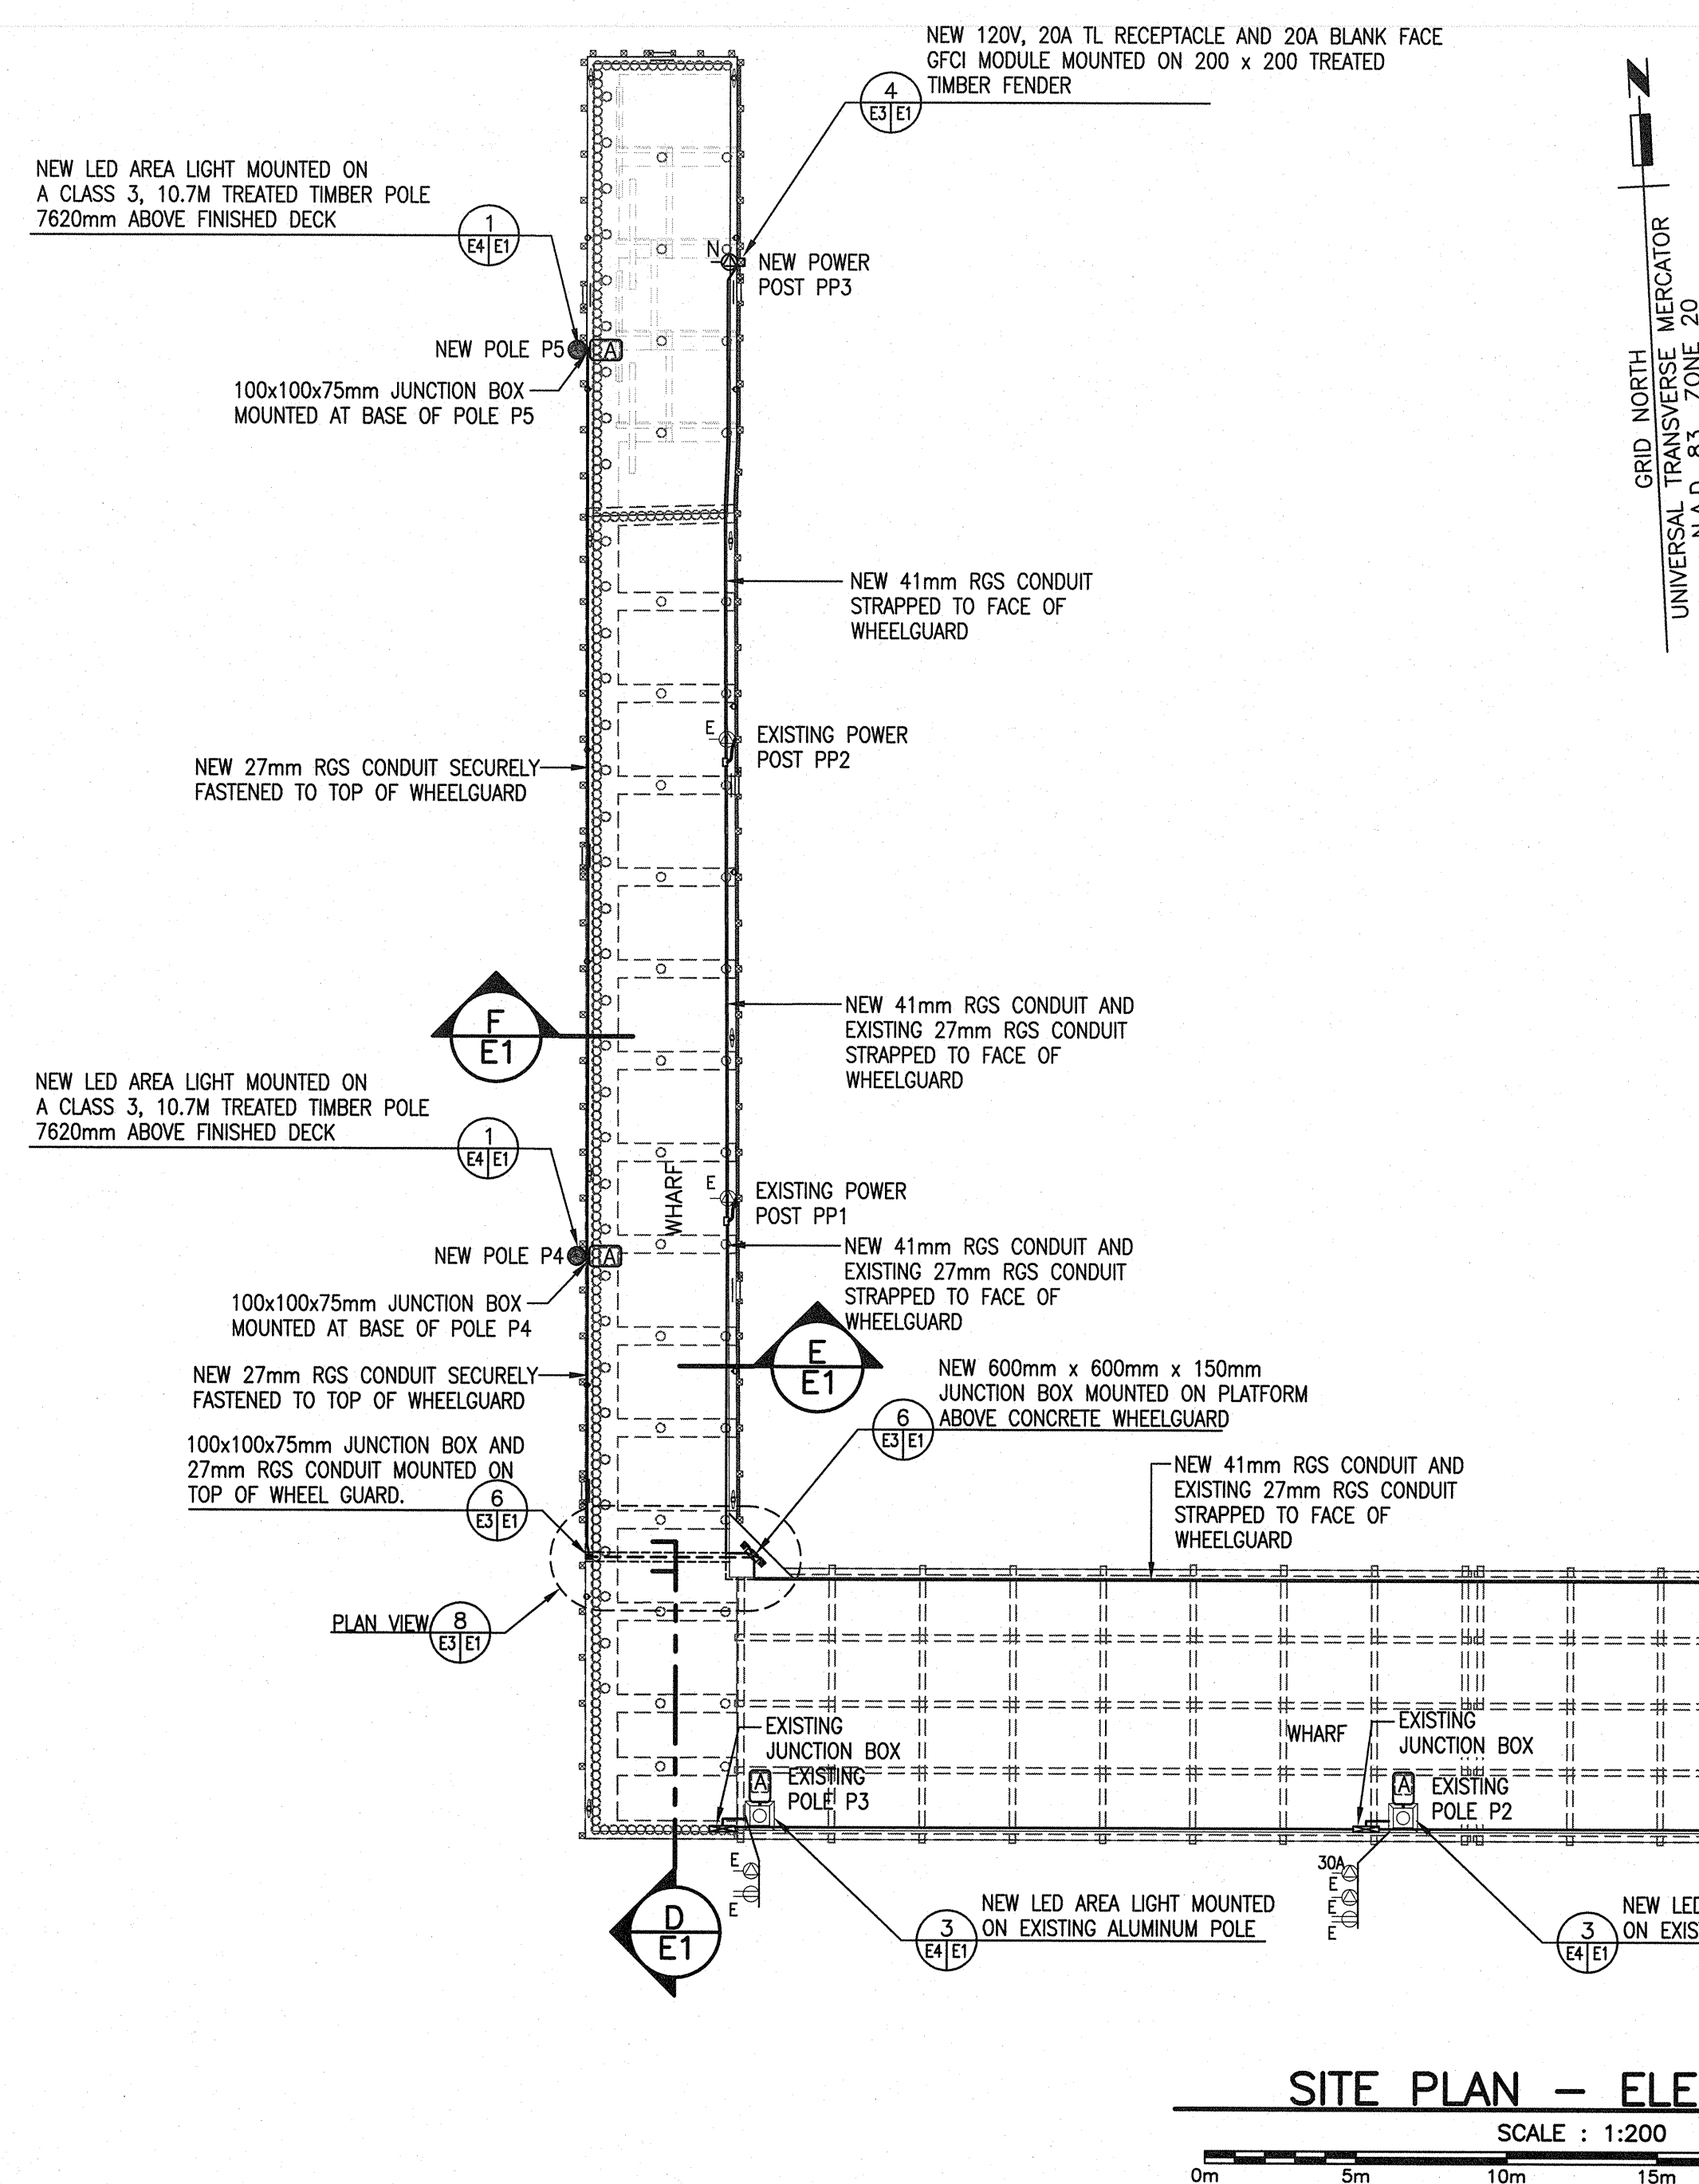 NEW 120V, 20A TL RECEPTACLE AND 20A BLANK FACE
GFCI MODULE MOUNTED ON 200 x 200 TREATED
TIMBER FENDER
4
E3 E1
N
GRID NORTH
UNIVERSAL TRANSVERSE MERCATOR
N.A.D. 83, ZONE 20
NEW LED AREA LIGHT MOUNTED ON
A CLASS 3, 10.7M TREATED TIMBER POLE
7620mm ABOVE FINISHED DECK
1
E4 E1
N
NEW POWER
POST PP3
NEW POLE P5
A
100x100x75mm JUNCTION BOX
MOUNTED AT BASE OF POLE P5
NEW 41mm RGS CONDUIT
STRAPPED TO FACE OF
WHEELGUARD
E
EXISTING POWER
POST PP2
NEW 27mm RGS CONDUIT SECURELY
FASTENED TO TOP OF WHEELGUARD
F
E1
NEW 41mm RGS CONDUIT AND
EXISTING 27mm RGS CONDUIT
STRAPPED TO FACE OF
WHEELGUARD
NEW LED AREA LIGHT MOUNTED ON
A CLASS 3, 10.7M TREATED TIMBER POLE
7620mm ABOVE FINISHED DECK
1
E4 E1
WHARF
E
EXISTING POWER
POST PP1
NEW POLE P4
A
NEW 41mm RGS CONDUIT AND
EXISTING 27mm RGS CONDUIT
STRAPPED TO FACE OF
WHEELGUARD
100x100x75mm JUNCTION BOX
MOUNTED AT BASE OF POLE P4
E
E1
NEW 27mm RGS CONDUIT SECURELY
FASTENED TO TOP OF WHEELGUARD
NEW 600mm x 600mm x 150mm
JUNCTION BOX MOUNTED ON PLATFORM
ABOVE CONCRETE WHEELGUARD
6
E3 E1
100x100x75mm JUNCTION BOX AND
27mm RGS CONDUIT MOUNTED ON
TOP OF WHEEL GUARD.
6
E3 E1
NEW 41mm RGS CONDUIT AND
EXISTING 27mm RGS CONDUIT
STRAPPED TO FACE OF
WHEELGUARD
PLAN VIEW
8
E3 E1
EXISTING
JUNCTION BOX
A
EXISTING
POLE P3
WHARF
EXISTING
JUNCTION BOX
A
EXISTING
POLE P2
E
E
30A
E
E
E
D
E1
3
E4 E1
NEW LED AREA LIGHT MOUNTED
ON EXISTING ALUMINUM POLE
3
E4 E1
NEW LED
ON EXIS
SITE PLAN – ELE
SCALE : 1:200
0m 5m 10m 15m